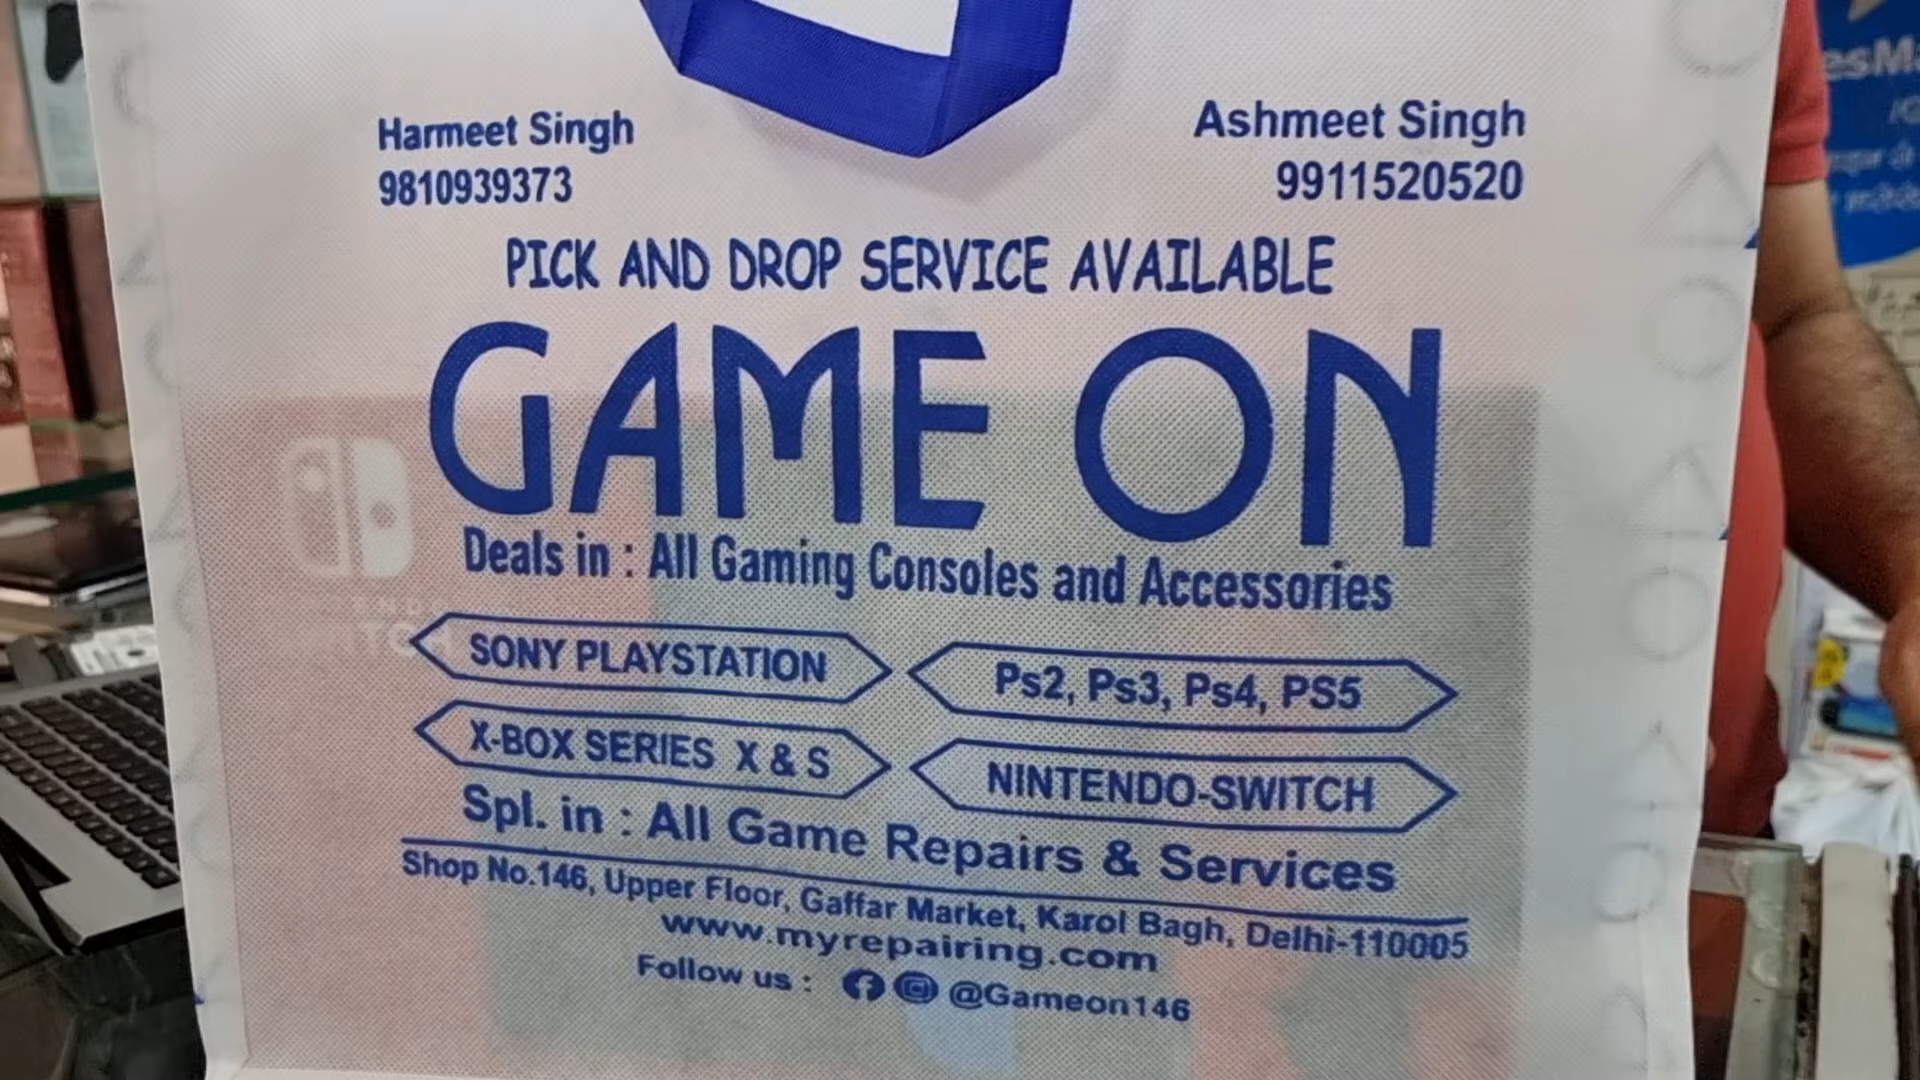 Harmeet Singh
9810939373
Ashmeet Singh
9911520520
PICK AND DROP SERVICE AVAILABLE
GAME ON
Deals in : All Gaming Consoles and Accessories
SONY PLAYSTATION
Ps2, Ps3, Ps4, PS5
X-BOX SERIES X & S
NINTENDO-SWITCH
Spl. in : All Game Repairs & Services
Shop No.146, Upper Floor, Gaffar Market, Karol Bagh, Delhi-110005
www.myrepairing.com
Follow us : @Gameon146